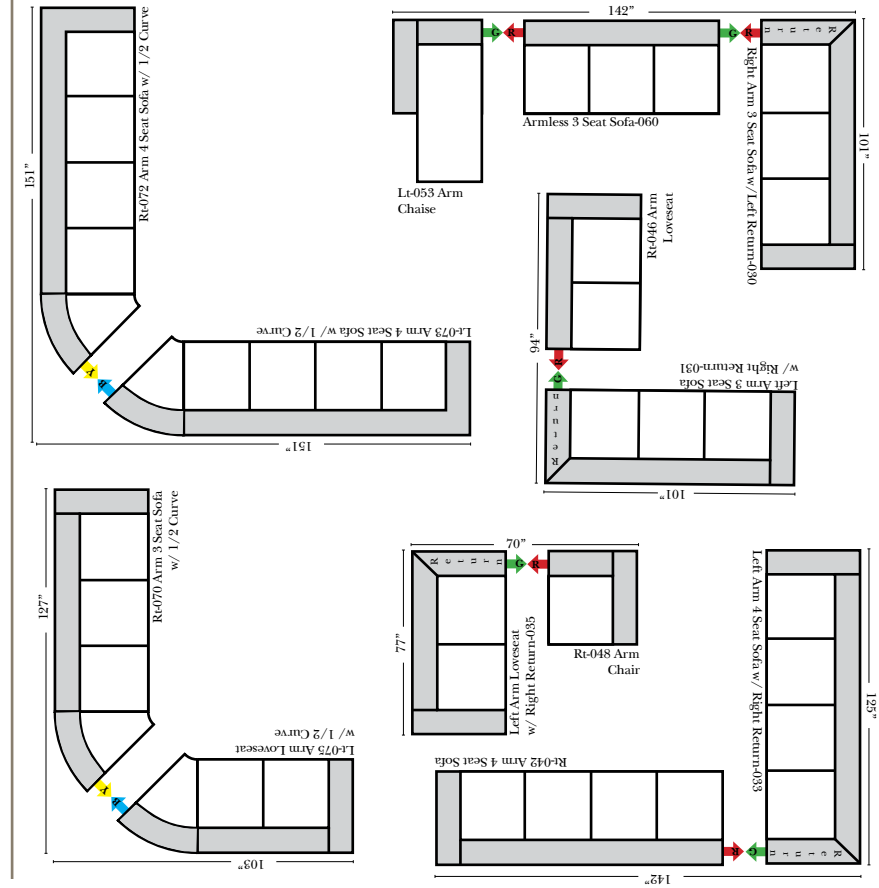 151”
Rt-072 Arm 4 Seat Sofa w/ 1/2 Curve
Lt-073 Arm 4 Seat Sofa w/ 1/2 Curve
Y
B
151”
142”
G R
G R
Return
Armless 3 Seat Sofa-060
Lt-053 Arm
Chaise
Right Arm 3 Seat Sofa w/Left Return-030
101”
Rt-046 Arm
Loveseat
94”
R
G
Return
Left Arm 3 Seat Sofa
w/ Right Return-031
101”
127”
Rt-070 Arm 3 Seat Sofa
w/ 1/2 Curve
Y
B
Lt-075 Arm Loveseat
w/ 1/2 Curve
103”
70”
Return
G R
77”
Left Arm Loveseat
w/ Right Return-035
Rt-048 Arm
Chair
Left Arm 4 Seat Sofa w/ Right Return-033
125”
Rt-042 Arm 4 Seat Sofa
R G
Return
142”